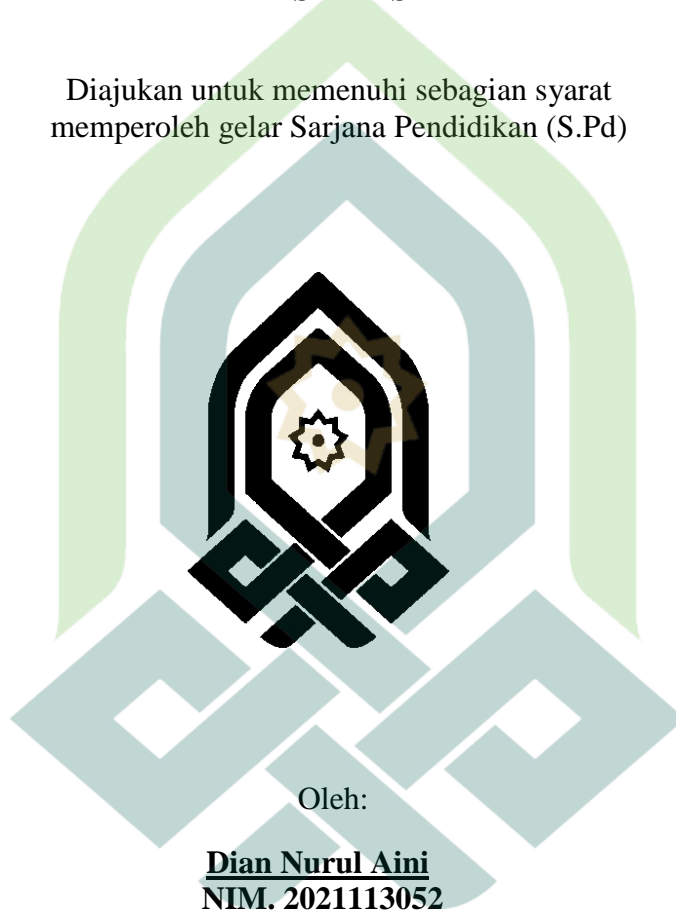 Diajukan untuk memenuhi sebagian syarat
memperoleh gelar Sarjana Pendidikan (S.Pd)
Oleh:
Dian Nurul Aini
NIM. 2021113052